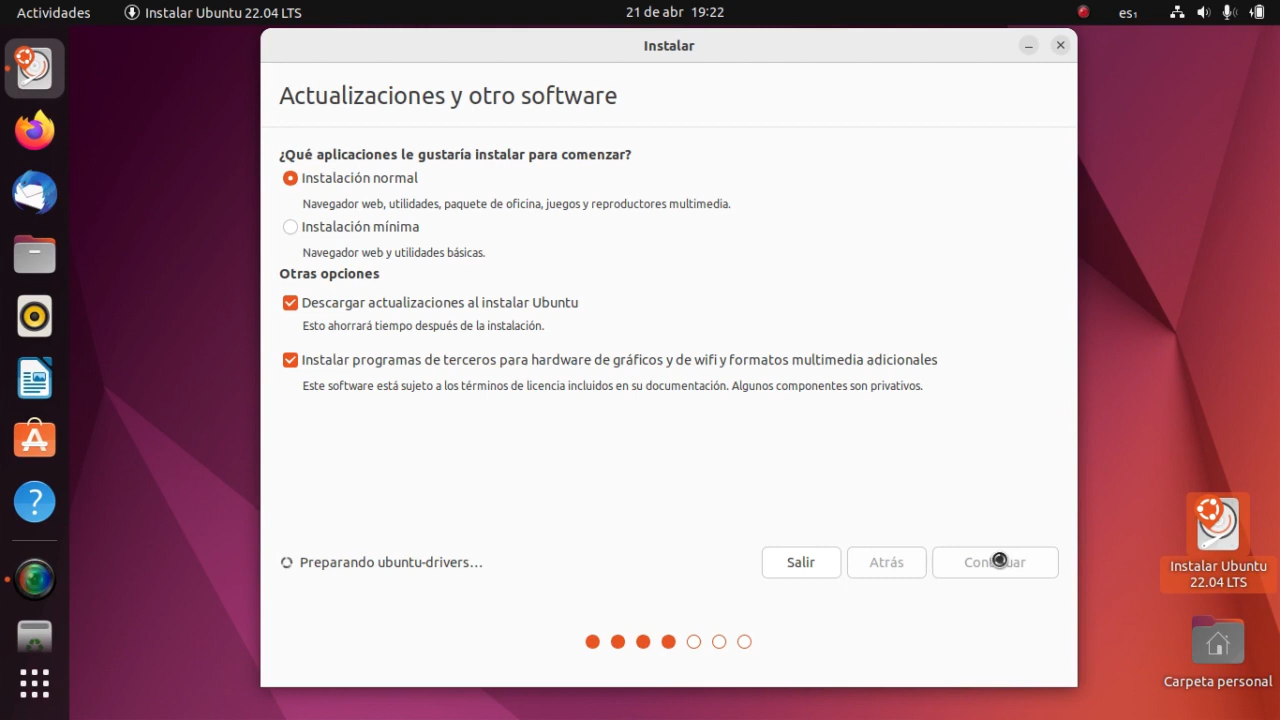 Actividades
Instalar Ubuntu 22.04 LTS
21 de abr 19:22
es₁
Instalar
Actualizaciones y otro software
¿Qué aplicaciones le gustaría instalar para comenzar?
Instalación normal
Navegador web, utilidades, paquete de oficina, juegos y reproductores multimedia.
Instalación mínima
Navegador web y utilidades básicas.
Otras opciones
Descargar actualizaciones al instalar Ubuntu
Esto ahorrará tiempo después de la instalación.
Instalar programas de terceros para hardware de gráficos y de wifi y formatos multimedia adicionales
Este software está sujeto a los términos de licencia incluidos en su documentación. Algunos componentes son privativos.
Preparando ubuntu-drivers...
Salir
Atrás
Continuar
Instalar Ubuntu
22.04 LTS
Carpeta personal